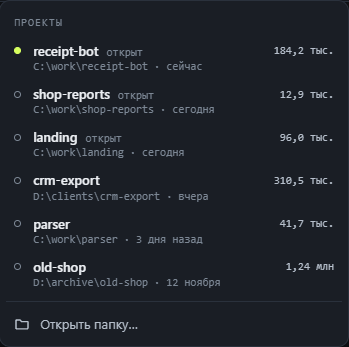 ПРОЕКТЫ
receipt-bot открыт 184,2 тыс.
C:\work\receipt-bot · сейчас
shop-reports открыт 12,9 тыс.
C:\work\shop-reports · сегодня
landing открыт 96,0 тыс.
C:\work\landing · сегодня
crm-export 310,5 тыс.
D:\clients\crm-export · вчера
parser 41,7 тыс.
C:\work\parser · 3 дня назад
old-shop 1,24 млн
D:\archive\old-shop · 12 ноября
Открыть папку...